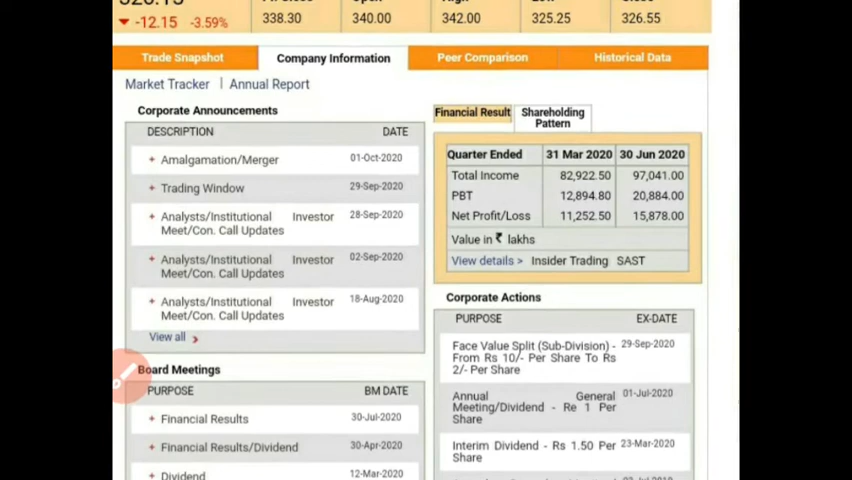 -12.15 -3.59%
338.30 340.00 342.00 325.25 326.55
Trade Snapshot Company Information Peer Comparison Historical Data
Market Tracker | Annual Report
Corporate Announcements
DESCRIPTION DATE
Amalgamation/Merger 01-Oct-2020
Trading Window 29-Sep-2020
Analysts/Institutional Investor 28-Sep-2020
Meet/Con. Call Updates
Analysts/Institutional Investor 02-Sep-2020
Meet/Con. Call Updates
Analysts/Institutional Investor 18-Aug-2020
Meet/Con. Call Updates
View all >
Board Meetings
PURPOSE BM DATE
Financial Results 30-Jul-2020
Financial Results/Dividend 30-Apr-2020
Dividend 12-Mar-2020
Financial Result Shareholding
Pattern
Quarter Ended 31 Mar 2020 30 Jun 2020
Total Income 82,922.50 97,041.00
PBT 12,894.80 20,884.00
Net Profit/Loss 11,252.50 15,878.00
Value in ₹ lakhs
View details > Insider Trading SAST
Corporate Actions
PURPOSE EX-DATE
Face Value Split (Sub-Division) - 29-Sep-2020
From Rs 10/- Per Share To Rs
2/- Per Share
Annual General 01-Jul-2020
Meeting/Dividend - Re 1 Per
Share
Interim Dividend - Rs 1.50 Per 23-Mar-2020
Share